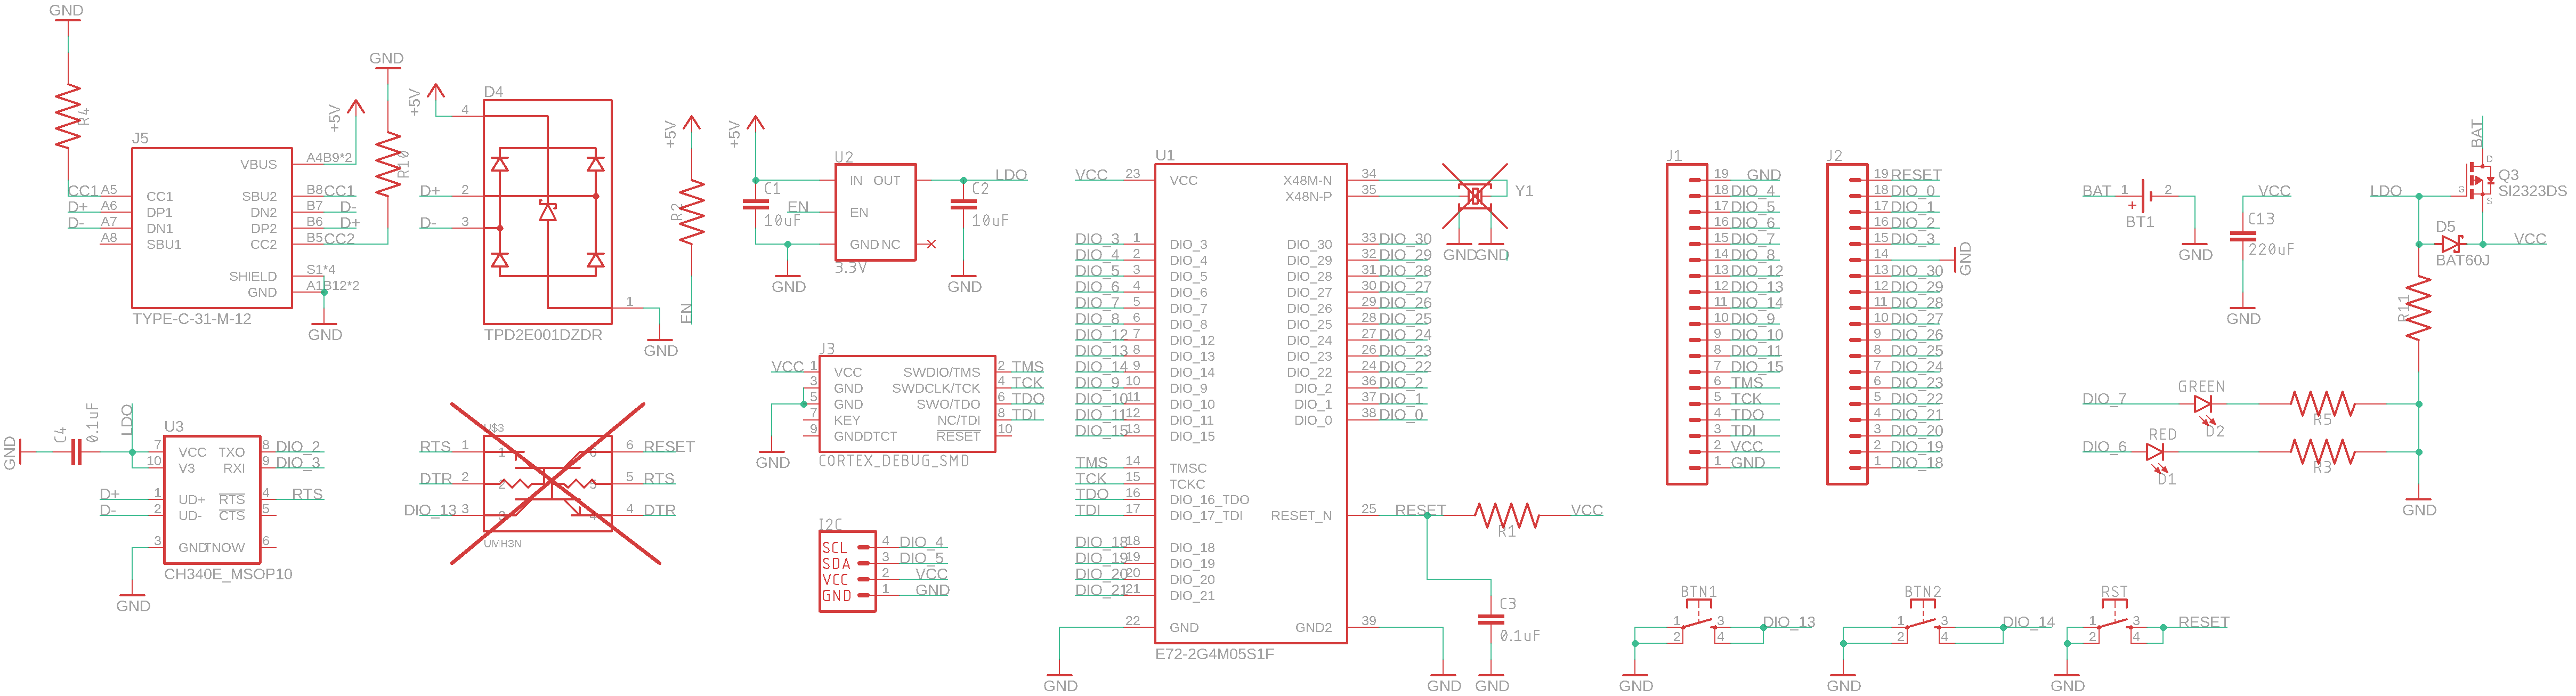 GND
R4
J5
CC1 A5 CC1
D+ A6 DP1
D- A7 DN1
A8 SBU1
VBUS A4B9*2
SBU2 B8 CC1
DN2 B7 D-
DP2 B6 D+
CC2 B5 CC2
SHIELD S1*4
GND A1B12*2
TYPE-C-31-M-12
GND
+5V
GND
R10
+5V
D4
4
D+ 2
D- 3
1
TPD2E001DZDR
GND
+5V
R2
EN
+5V
C1
10uF
EN
U2
IN OUT
EN
GND NC
3.3V
LDO
C2
10uF
GND
GND
J3
VCC 1 VCC SWDIO/TMS 2 TMS
3 GND SWDCLK/TCK 4 TCK
5 GND SWO/TDO 6 TDO
7 KEY NC/TDI 8 TDI
9 GNDDTCT RESET 10
CORTEX_DEBUG_SMD
GND
GND
C4
0.1uF
LDO
U3
7 VCC TXO 8 DIO_2
10 V3 RXI 9 DIO_3
D+ 1 UD+ RTS 4 RTS
D- 2 UD- CTS 5
3 GND TNOW 6
CH340E_MSOP10
GND
U$3
RTS 1 1 6 6 RESET
DTR 2 2 5 5 RTS
DIO_13 3 3 4 4 DTR
UMH3N
I2C
SCL 4 DIO_4
SDA 3 DIO_5
VCC 2 VCC
GND 1 GND
U1
VCC 23 VCC X48M-N 34
X48N-P 35
Y1
GND GND
DIO_3 1 DIO_3 DIO_30 33 DIO_30
DIO_4 2 DIO_4 DIO_29 32 DIO_29
DIO_5 3 DIO_5 DIO_28 31 DIO_28
DIO_6 4 DIO_6 DIO_27 30 DIO_27
DIO_7 5 DIO_7 DIO_26 29 DIO_26
DIO_8 6 DIO_8 DIO_25 28 DIO_25
DIO_12 7 DIO_12 DIO_24 27 DIO_24
DIO_13 8 DIO_13 DIO_23 26 DIO_23
DIO_14 9 DIO_14 DIO_22 24 DIO_22
DIO_9 10 DIO_9 DIO_2 36 DIO_2
DIO_10 11 DIO_10 DIO_1 37 DIO_1
DIO_11 12 DIO_11 DIO_0 38 DIO_0
DIO_15 13 DIO_15
TMS 14 TMSC
TCK 15 TCKC
TDO 16 DIO_16_TDO
TDI 17 DIO_17_TDI RESET_N 25 RESET
DIO_18 18 DIO_18
DIO_19 19 DIO_19
DIO_20 20 DIO_20
DIO_21 21 DIO_21
22 GND GND2 39
E72-2G4M05S1F
GND
GND
R1
VCC
C3
0.1uF
GND
J1
19 GND
18 DIO_4
17 DIO_5
16 DIO_6
15 DIO_7
14 DIO_8
13 DIO_12
12 DIO_13
11 DIO_14
10 DIO_9
9 DIO_10
8 DIO_11
7 DIO_15
6 TMS
5 TCK
4 TDO
3 TDI
2 VCC
1 GND
J2
19 RESET
18 DIO_0
17 DIO_1
16 DIO_2
15 DIO_3
14 GND
13 DIO_30
12 DIO_29
11 DIO_28
10 DIO_27
9 DIO_26
8 DIO_25
7 DIO_24
6 DIO_23
5 DIO_22
4 DIO_21
3 DIO_20
2 DIO_19
1 DIO_18
BAT 1 2
+
BT1
GND
VCC
C13
220uF
GND
BAT
D
G
S
Q3
SI2323DS
LDO
D5
BAT60J
VCC
R11
GREEN
DIO_7
D2
R5
RED
DIO_6
D1
R3
GND
BTN1
1 3 DIO_13
2 4
GND
BTN2
1 3 DIO_14
2 4
GND
RST
1 3 RESET
2 4
GND